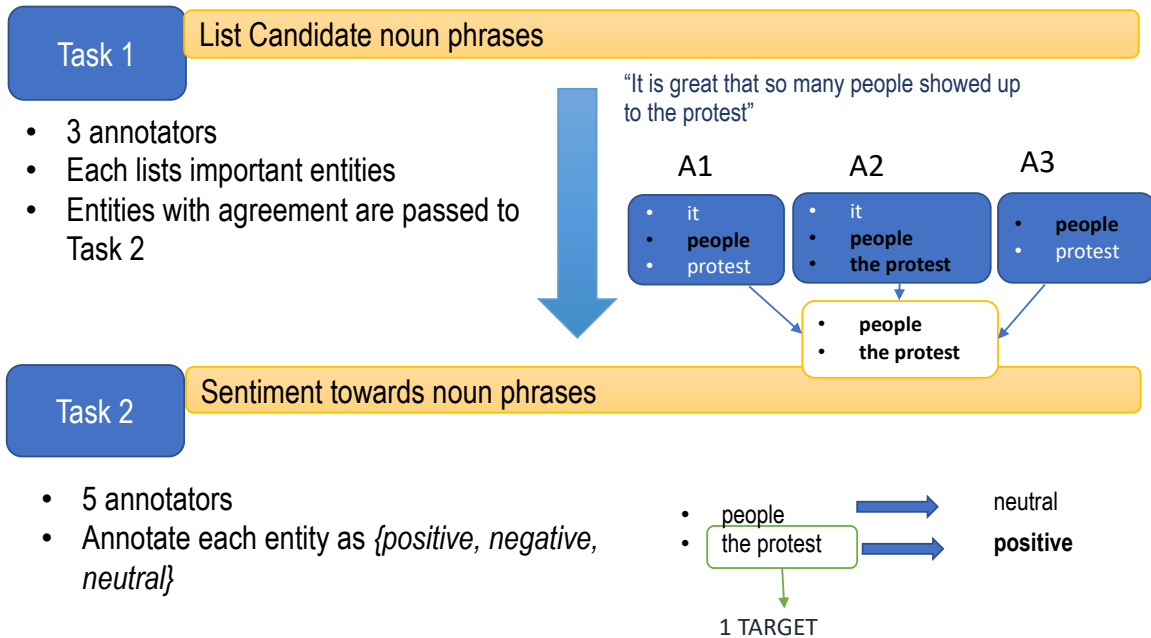 Task 1
List Candidate noun phrases
• 3 annotators
• Each lists important entities
• Entities with agreement are passed to
Task 2
“It is great that so many people showed up
to the protest”
A1
A2
A3
• it
• people
• protest
• it
• people
• the protest
• people
• protest
• people
• the protest
Task 2
Sentiment towards noun phrases
• 5 annotators
• Annotate each entity as {positive, negative,
neutral}
• people
neutral
• the protest
positive
1 TARGET